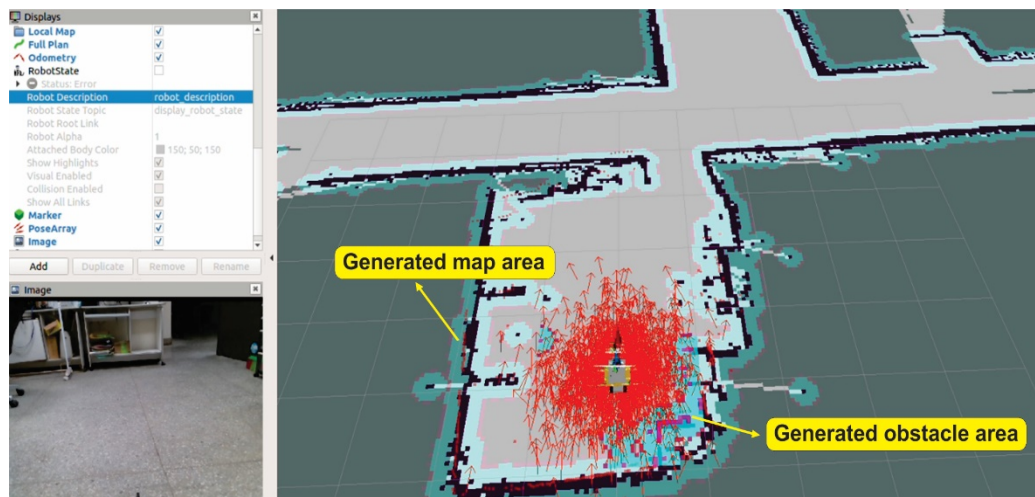 Displays
Local Map
Full Plan
Odometry
RobotState
Status: Error
Robot Description robot_description
Robot State Topic display_robot_state
Robot Root Link
Robot Alpha 1
Attached Body Color 150; 50; 150
Show Highlights
Visual Enabled
Collision Enabled
Show All Links
Marker
PoseArray
Image
Add Duplicate Remove Rename
Image
Generated map area
Generated obstacle area